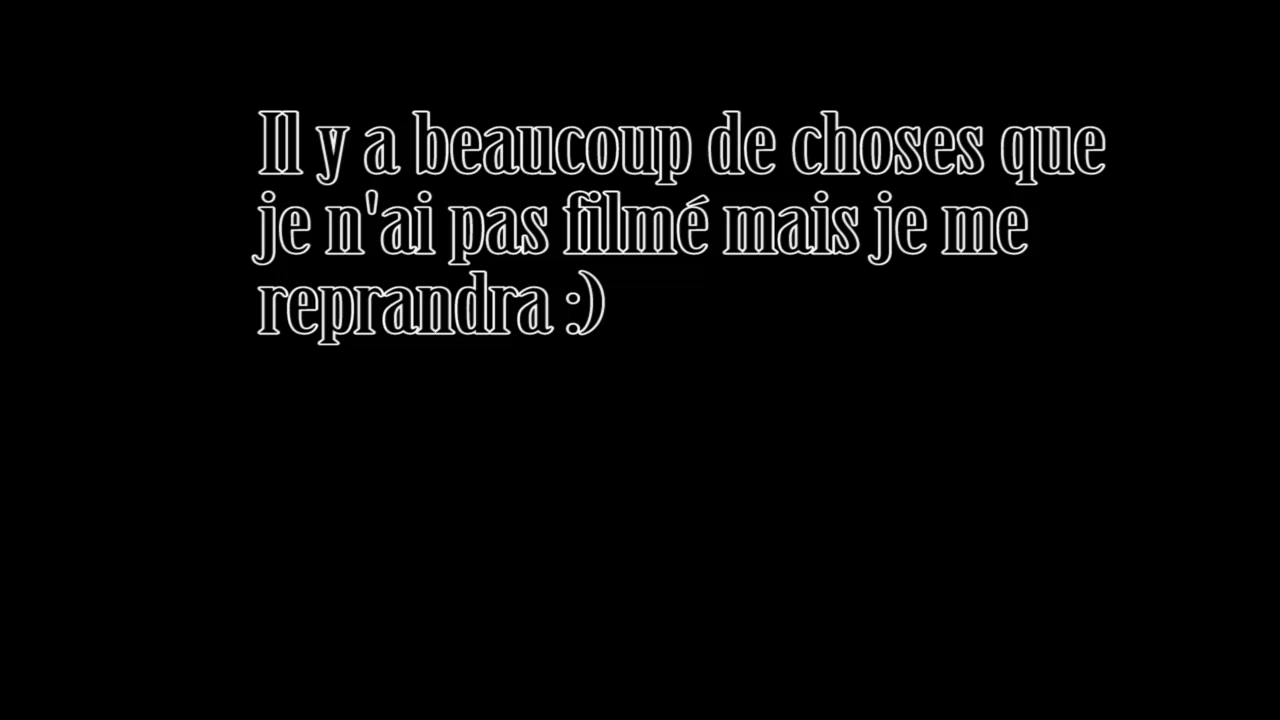 Il y a beaucoup de choses que
je n'ai pas filmé mais je me
reprandra :)